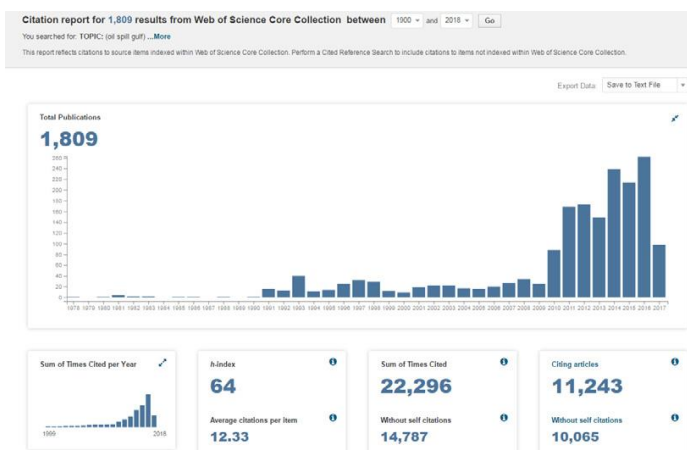 Citation report for 1,809 results from Web of Science Core Collection between 1900 and 2018 Go
You searched for: TOPIC: (oil spill gulf) ...More
This report reflects citations to source items indexed within Web of Science Core Collection. Perform a Cited Reference Search to include citations to items not indexed within Web of Science Core Collection.
Export Data: Save to Text File
Total Publications
1,809
260
240
220
200
180
160
140
120
100
80
60
40
20
0
1978 1979 1980 1981 1982 1983 1984 1985 1986 1987 1988 1989 1990 1991 1992 1993 1994 1995 1996 1997 1998 1999 2000 2001 2002 2003 2004 2005 2006 2007 2008 2009 2010 2011 2012 2013 2014 2015 2016 2017
Sum of Times Cited per Year
1999 2018
h-index
64
Average citations per item
12.33
Sum of Times Cited
22,296
Without self citations
14,787
Citing articles
11,243
Without self citations
10,065